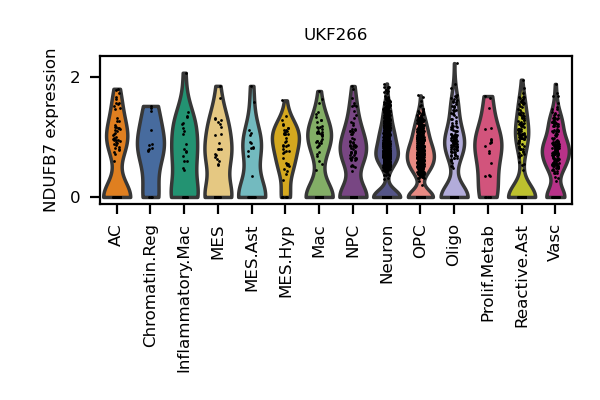 UKF266
NDUFB7 expression
2
0
AC
Chromatin.Reg
Inflammatory.Mac
MES
MES.Ast
MES.Hyp
Mac
NPC
Neuron
OPC
Oligo
Prolif.Metab
Reactive.Ast
Vasc